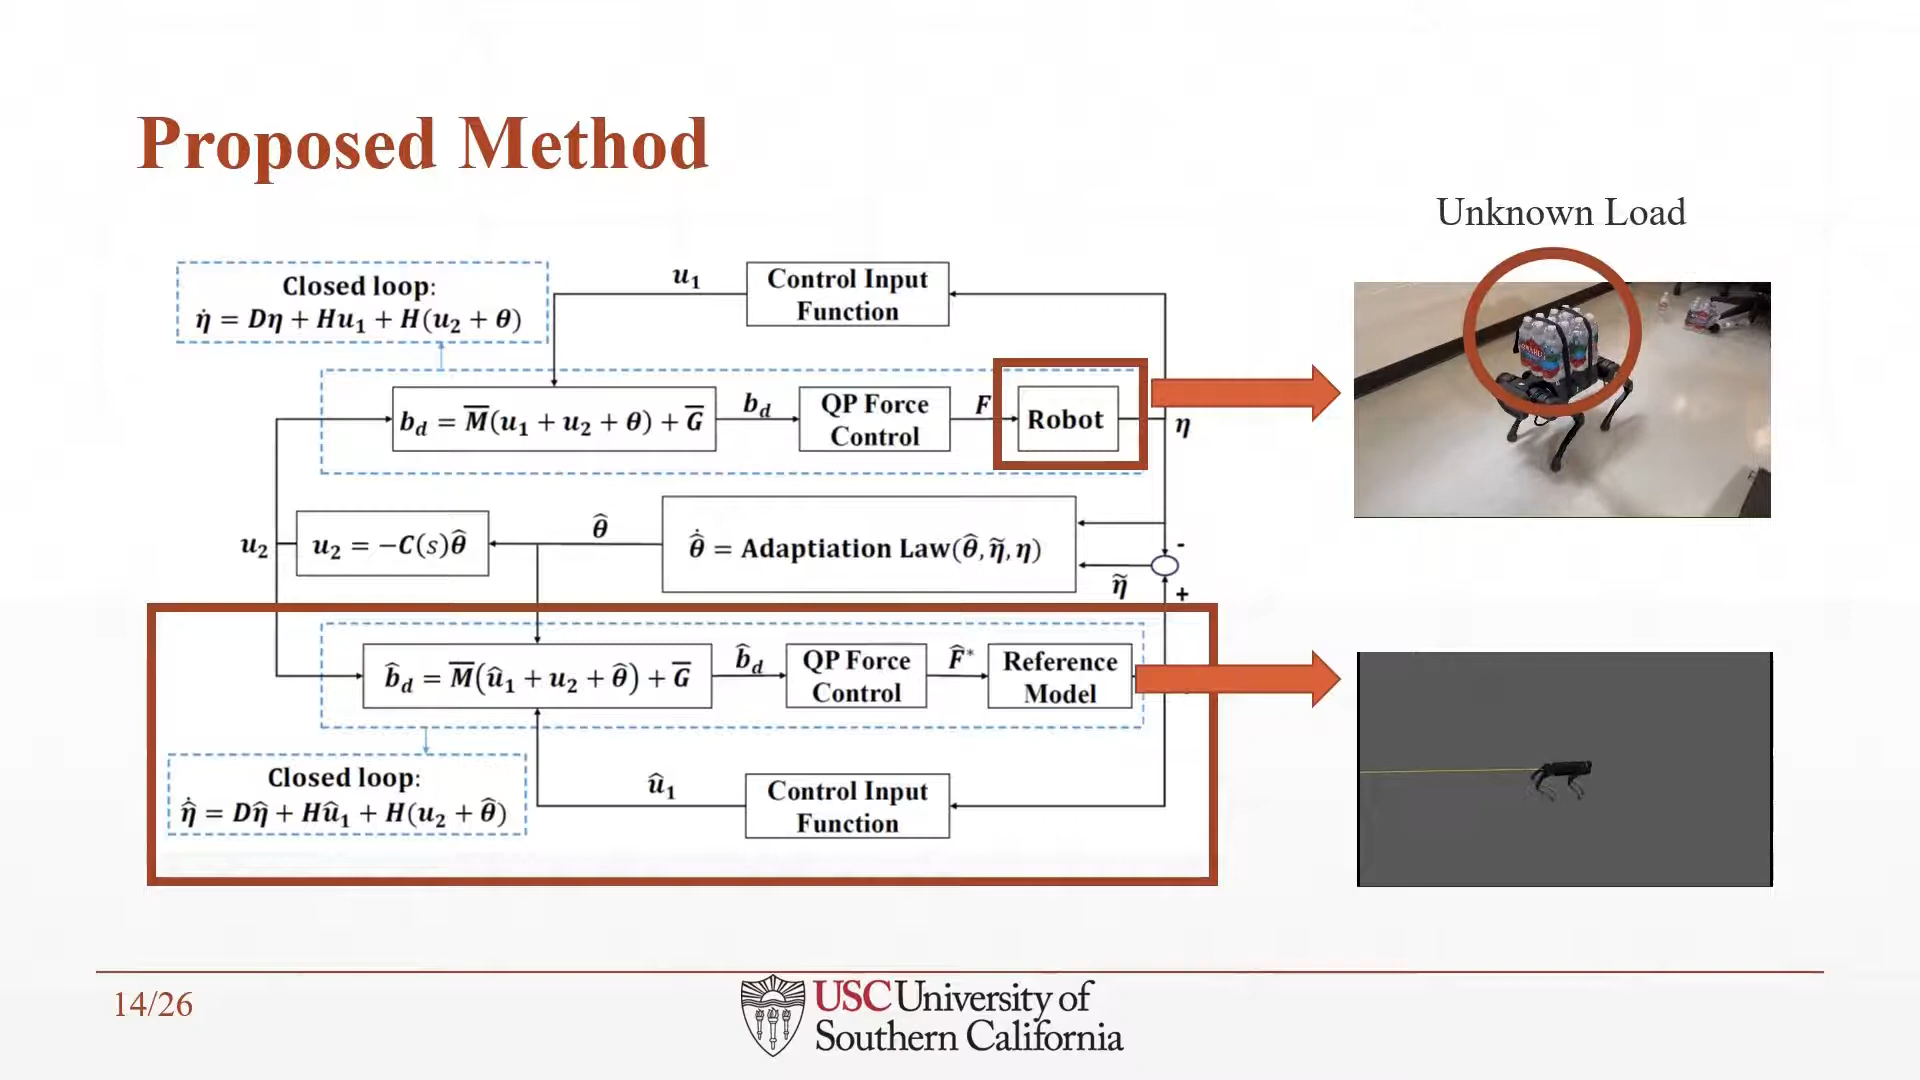 Proposed Method
Unknown Load
Closed loop:
η̇ = Dη + Hu₁ + H(u₂ + θ)
u₁
Control Input
Function
b_d = M̅(u₁ + u₂ + θ) + G̅
b_d
QP Force
Control
F
Robot
η
u₂
u₂ = −C(s)θ̂
θ̂
θ̂̇ = Adaptiation Law(θ̂, η̃, η)
-
η̃
+
b̂_d = M̅(û₁ + u₂ + θ̂) + G̅
b̂_d
QP Force
Control
F̂*
Reference
Model
Closed loop:
η̂̇ = Dη̂ + Hû₁ + H(u₂ + θ̂)
û₁
Control Input
Function
14/26
USC University of
Southern California